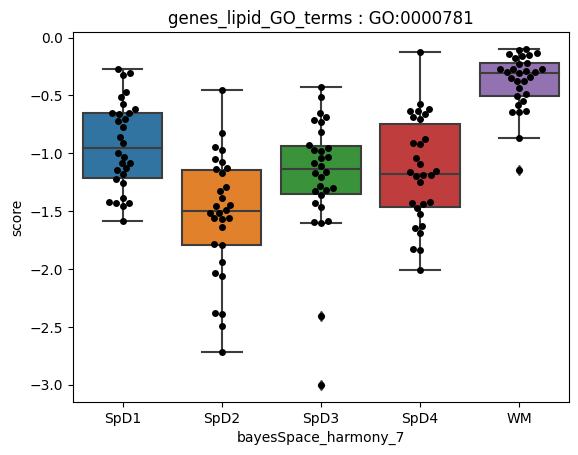 genes_lipid_GO_terms : GO:0000781
0.0
−0.5
−1.0
−1.5
−2.0
−2.5
−3.0
score
SpD1 SpD2 SpD3 SpD4 WM
bayesSpace_harmony_7